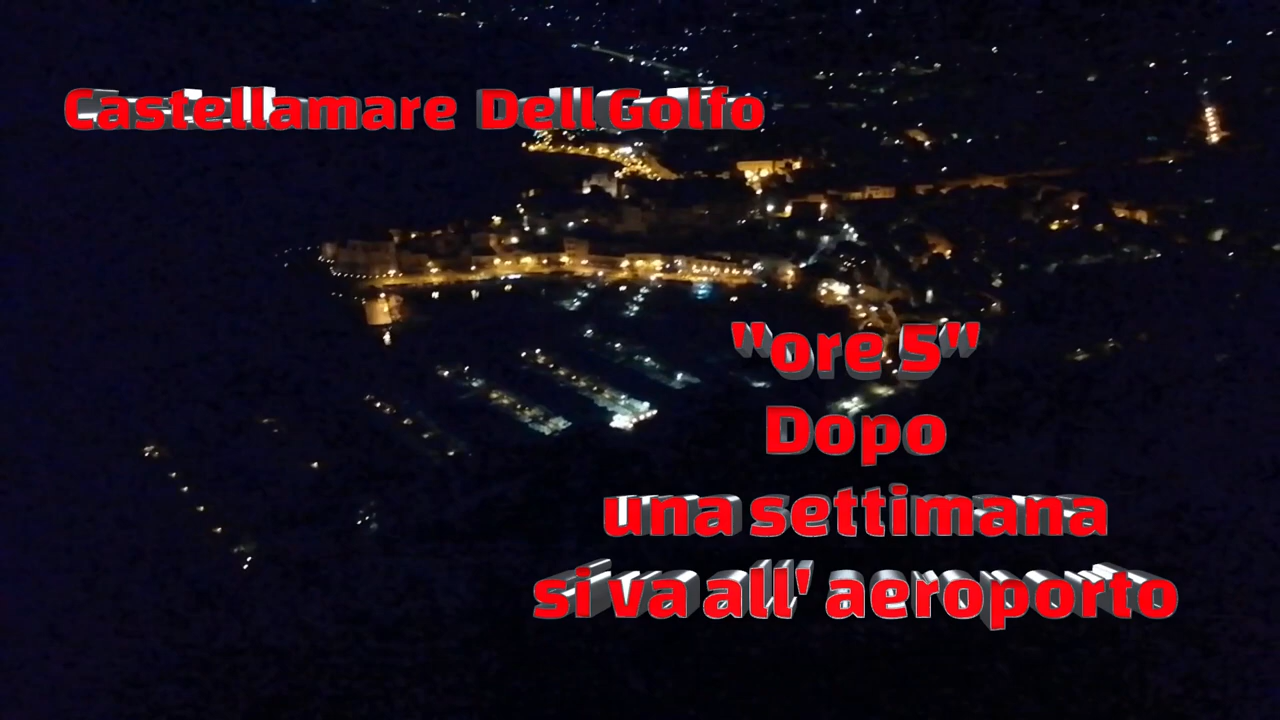 Castellamare Dell Golfo
"ore 5"
Dopo
una settimana
si va all' aeroporto